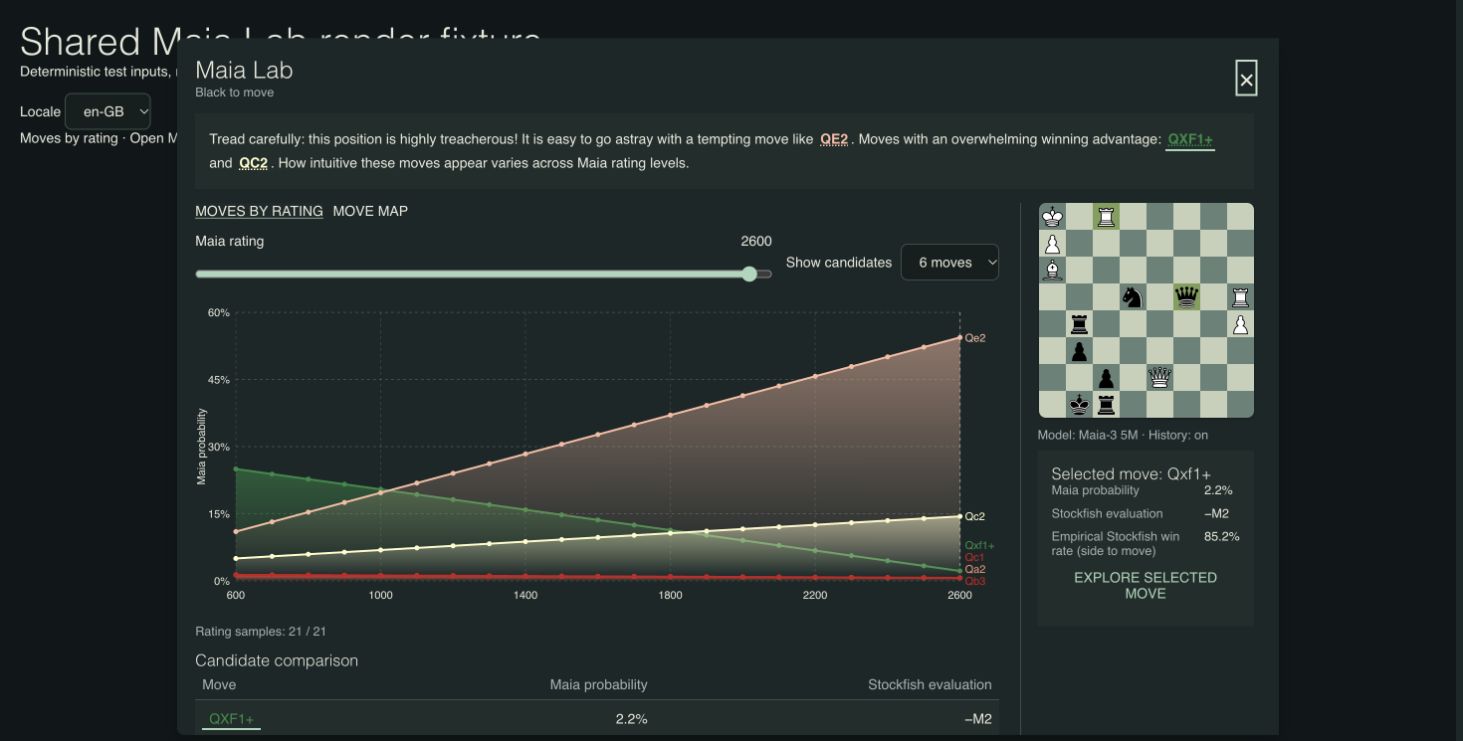 Shared Maia Lab render fixture
Deterministic test inputs,
Locale en-GB
Moves by rating · Open M
Maia Lab
Black to move
×
Tread carefully: this position is highly treacherous! It is easy to go astray with a tempting move like QE2 . Moves with an overwhelming winning advantage: QXF1+
and QC2 . How intuitive these moves appear varies across Maia rating levels.
MOVES BY RATING MOVE MAP
Maia rating 2600
Show candidates 6 moves
60%
45%
30%
15%
0%
Maia probability
600 1000 1400 1800 2200 2600
Qe2
Qc2
Qxf1+
Qc1
Qa2
Qb3
Rating samples: 21 / 21
Candidate comparison
Move Maia probability Stockfish evaluation
QXF1+ 2.2% −M2
Model: Maia-3 5M · History: on
Selected move: Qxf1+
Maia probability 2.2%
Stockfish evaluation −M2
Empirical Stockfish win 85.2%
rate (side to move)
EXPLORE SELECTED
MOVE